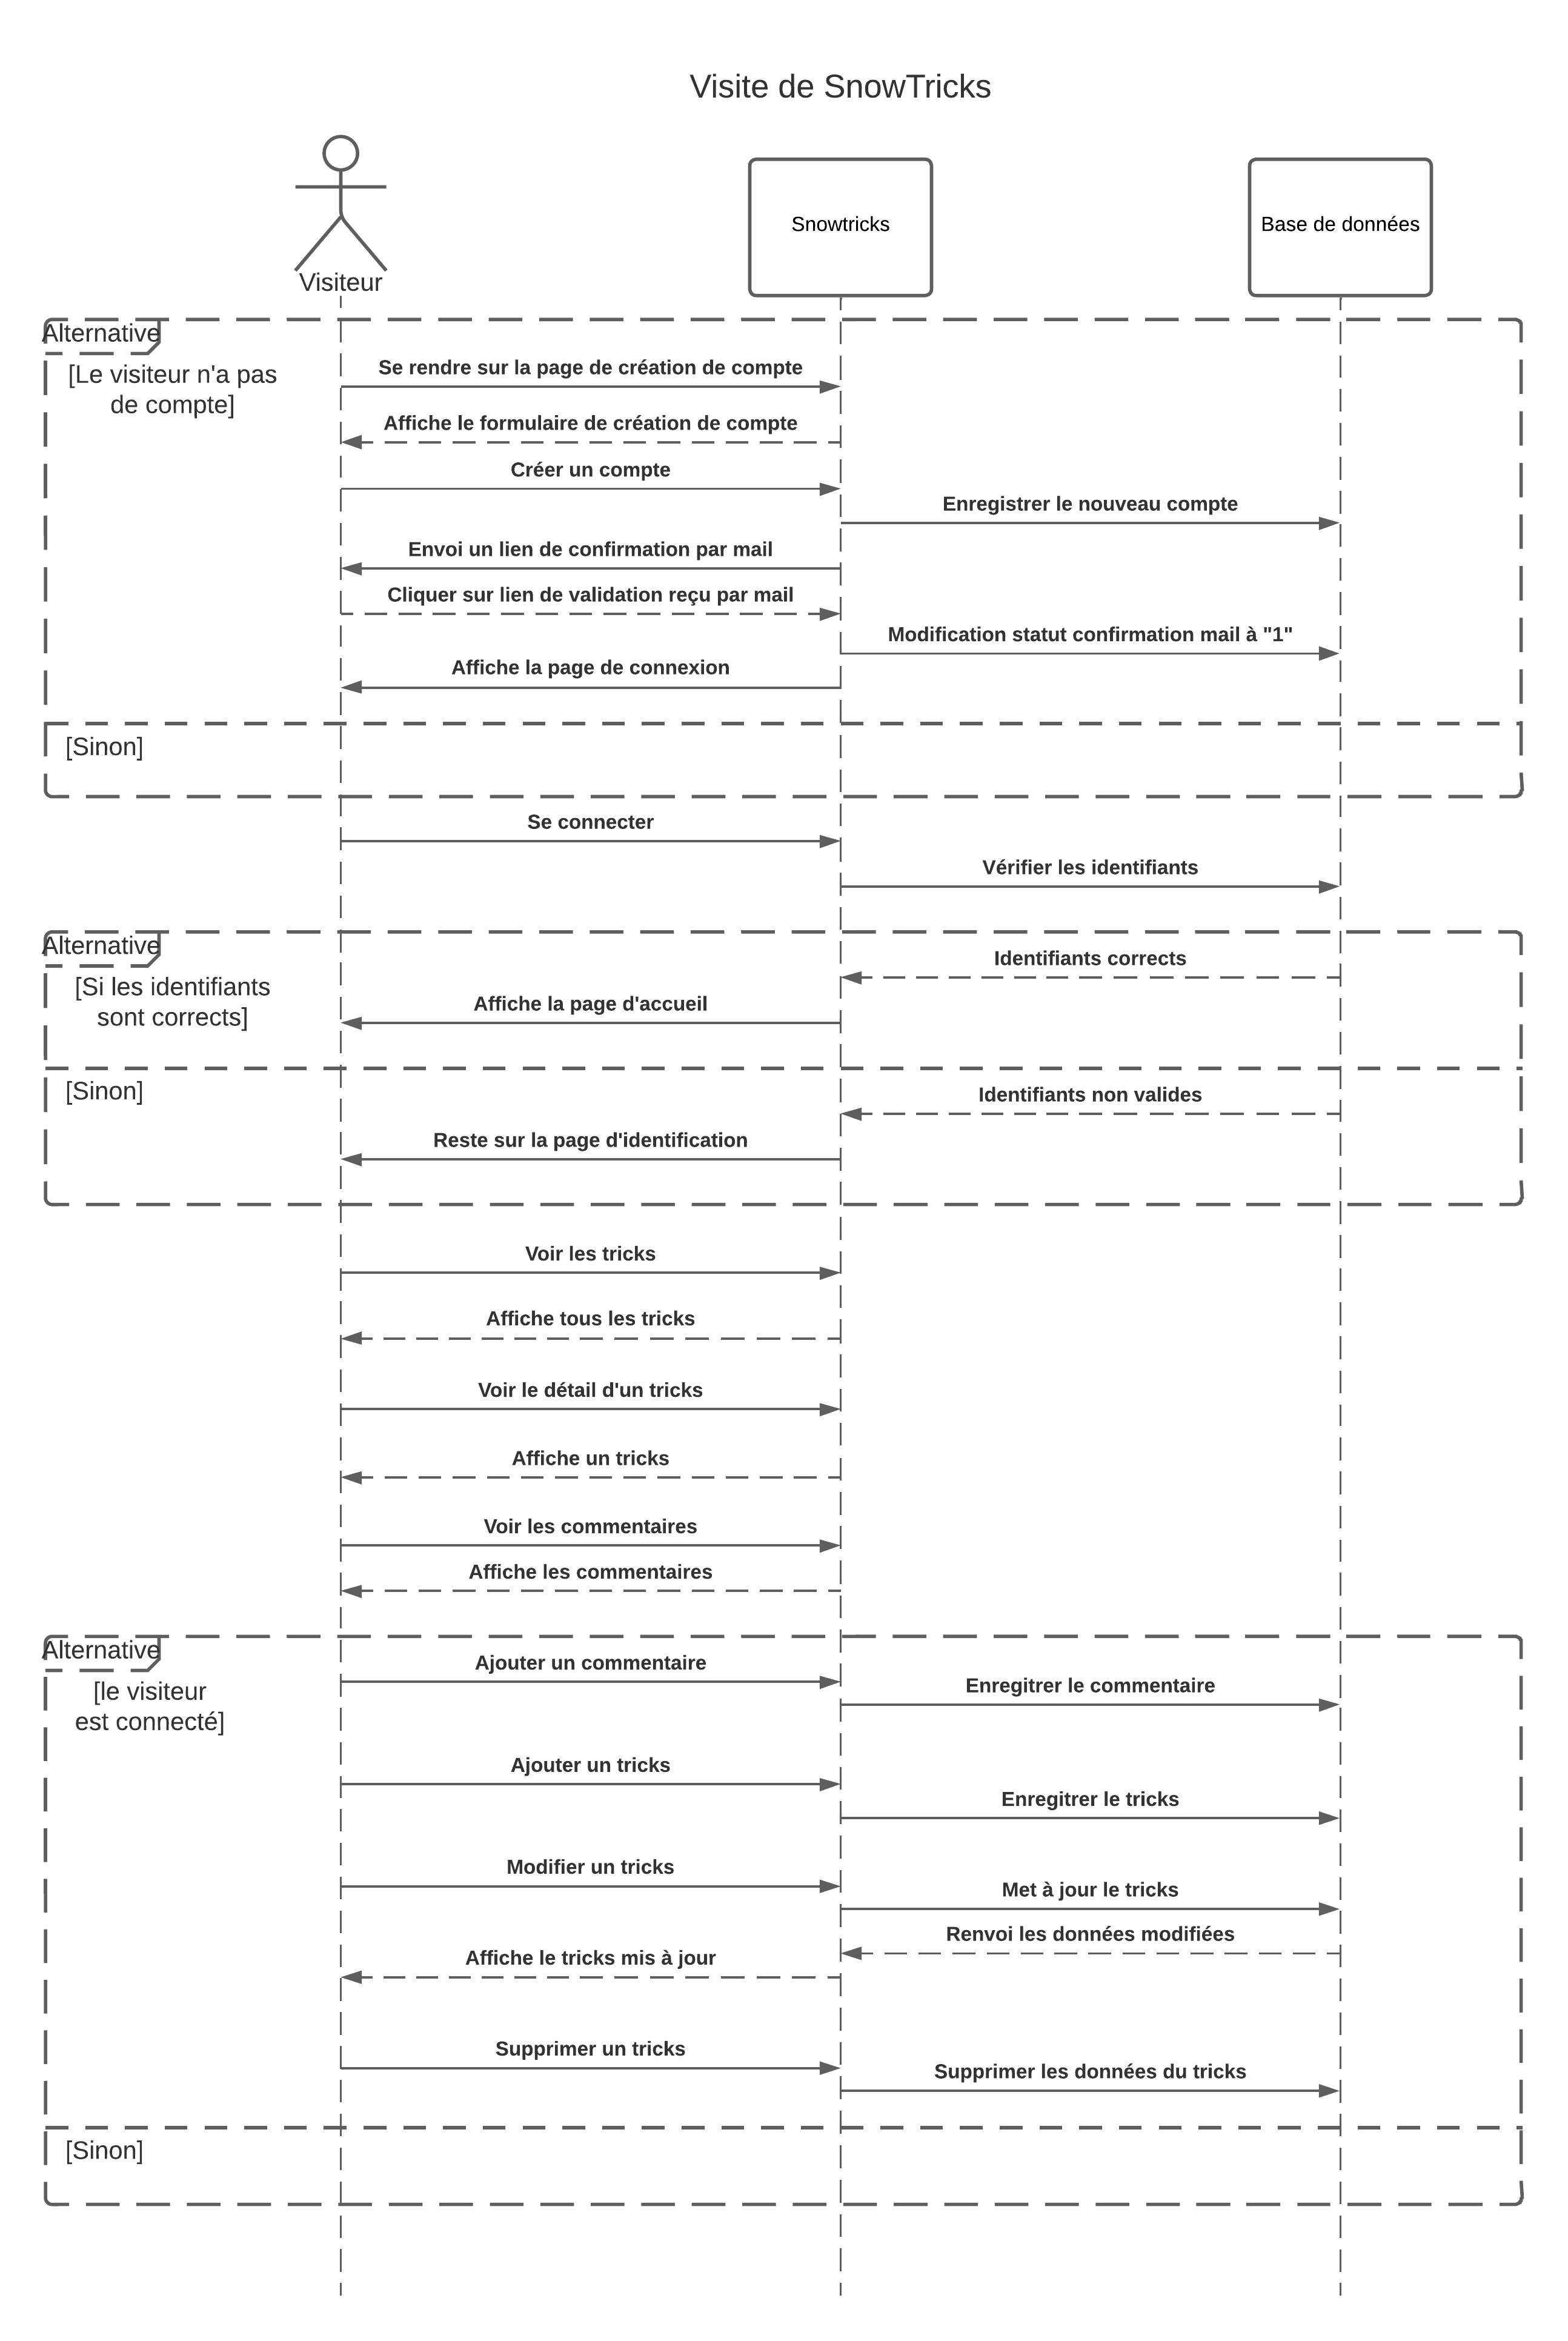 Visite de SnowTricks
Visiteur
Snowtricks
Base de données
Alternative
[Le visiteur n'a pas
de compte]
Se rendre sur la page de création de compte
Affiche le formulaire de création de compte
Créer un compte
Enregistrer le nouveau compte
Envoi un lien de confirmation par mail
Cliquer sur lien de validation reçu par mail
Modification statut confirmation mail à "1"
Affiche la page de connexion
[Sinon]
Se connecter
Vérifier les identifiants
Alternative
[Si les identifiants
sont corrects]
Identifiants corrects
Affiche la page d'accueil
[Sinon]
Identifiants non valides
Reste sur la page d'identification
Voir les tricks
Affiche tous les tricks
Voir le détail d'un tricks
Affiche un tricks
Voir les commentaires
Affiche les commentaires
Alternative
[le visiteur
est connecté]
Ajouter un commentaire
Enregitrer le commentaire
Ajouter un tricks
Enregitrer le tricks
Modifier un tricks
Met à jour le tricks
Renvoi les données modifiées
Affiche le tricks mis à jour
Supprimer un tricks
Supprimer les données du tricks
[Sinon]